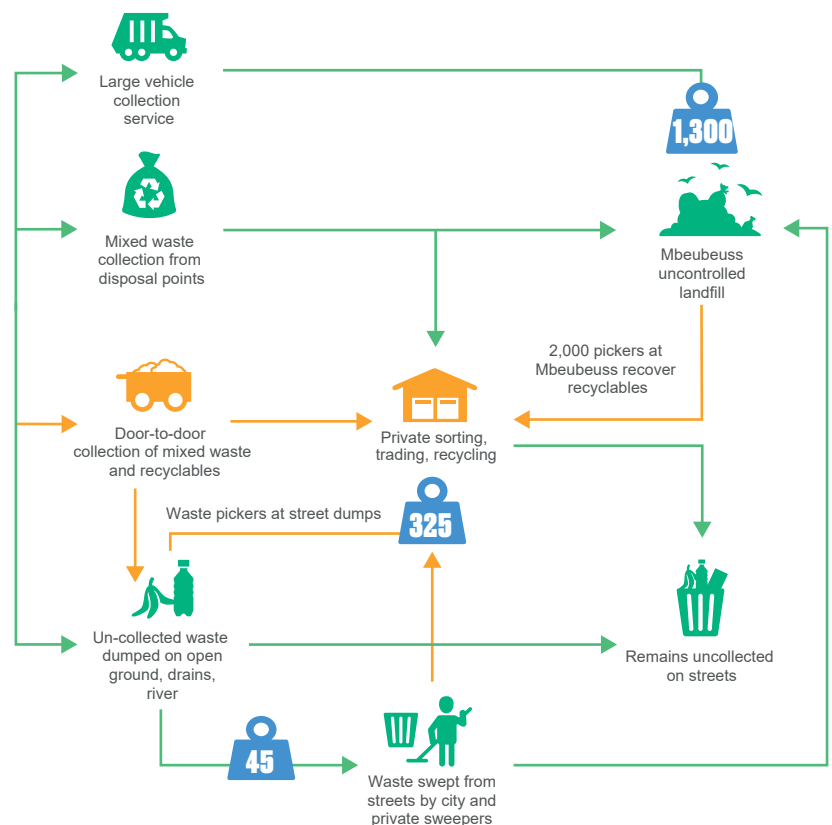 Large vehicle
collection
service
1,300
Mixed waste
collection from
disposal points
Mbeubeuss
uncontrolled
landfill
2,000 pickers at
Mbeubeuss recover
recyclables
Door-to-door
collection of mixed waste
and recyclables
Private sorting,
trading, recycling
Waste pickers at street dumps
325
Un-collected waste
dumped on open
ground, drains,
river
Remains uncollected
on streets
45
Waste swept from
streets by city and
private sweepers